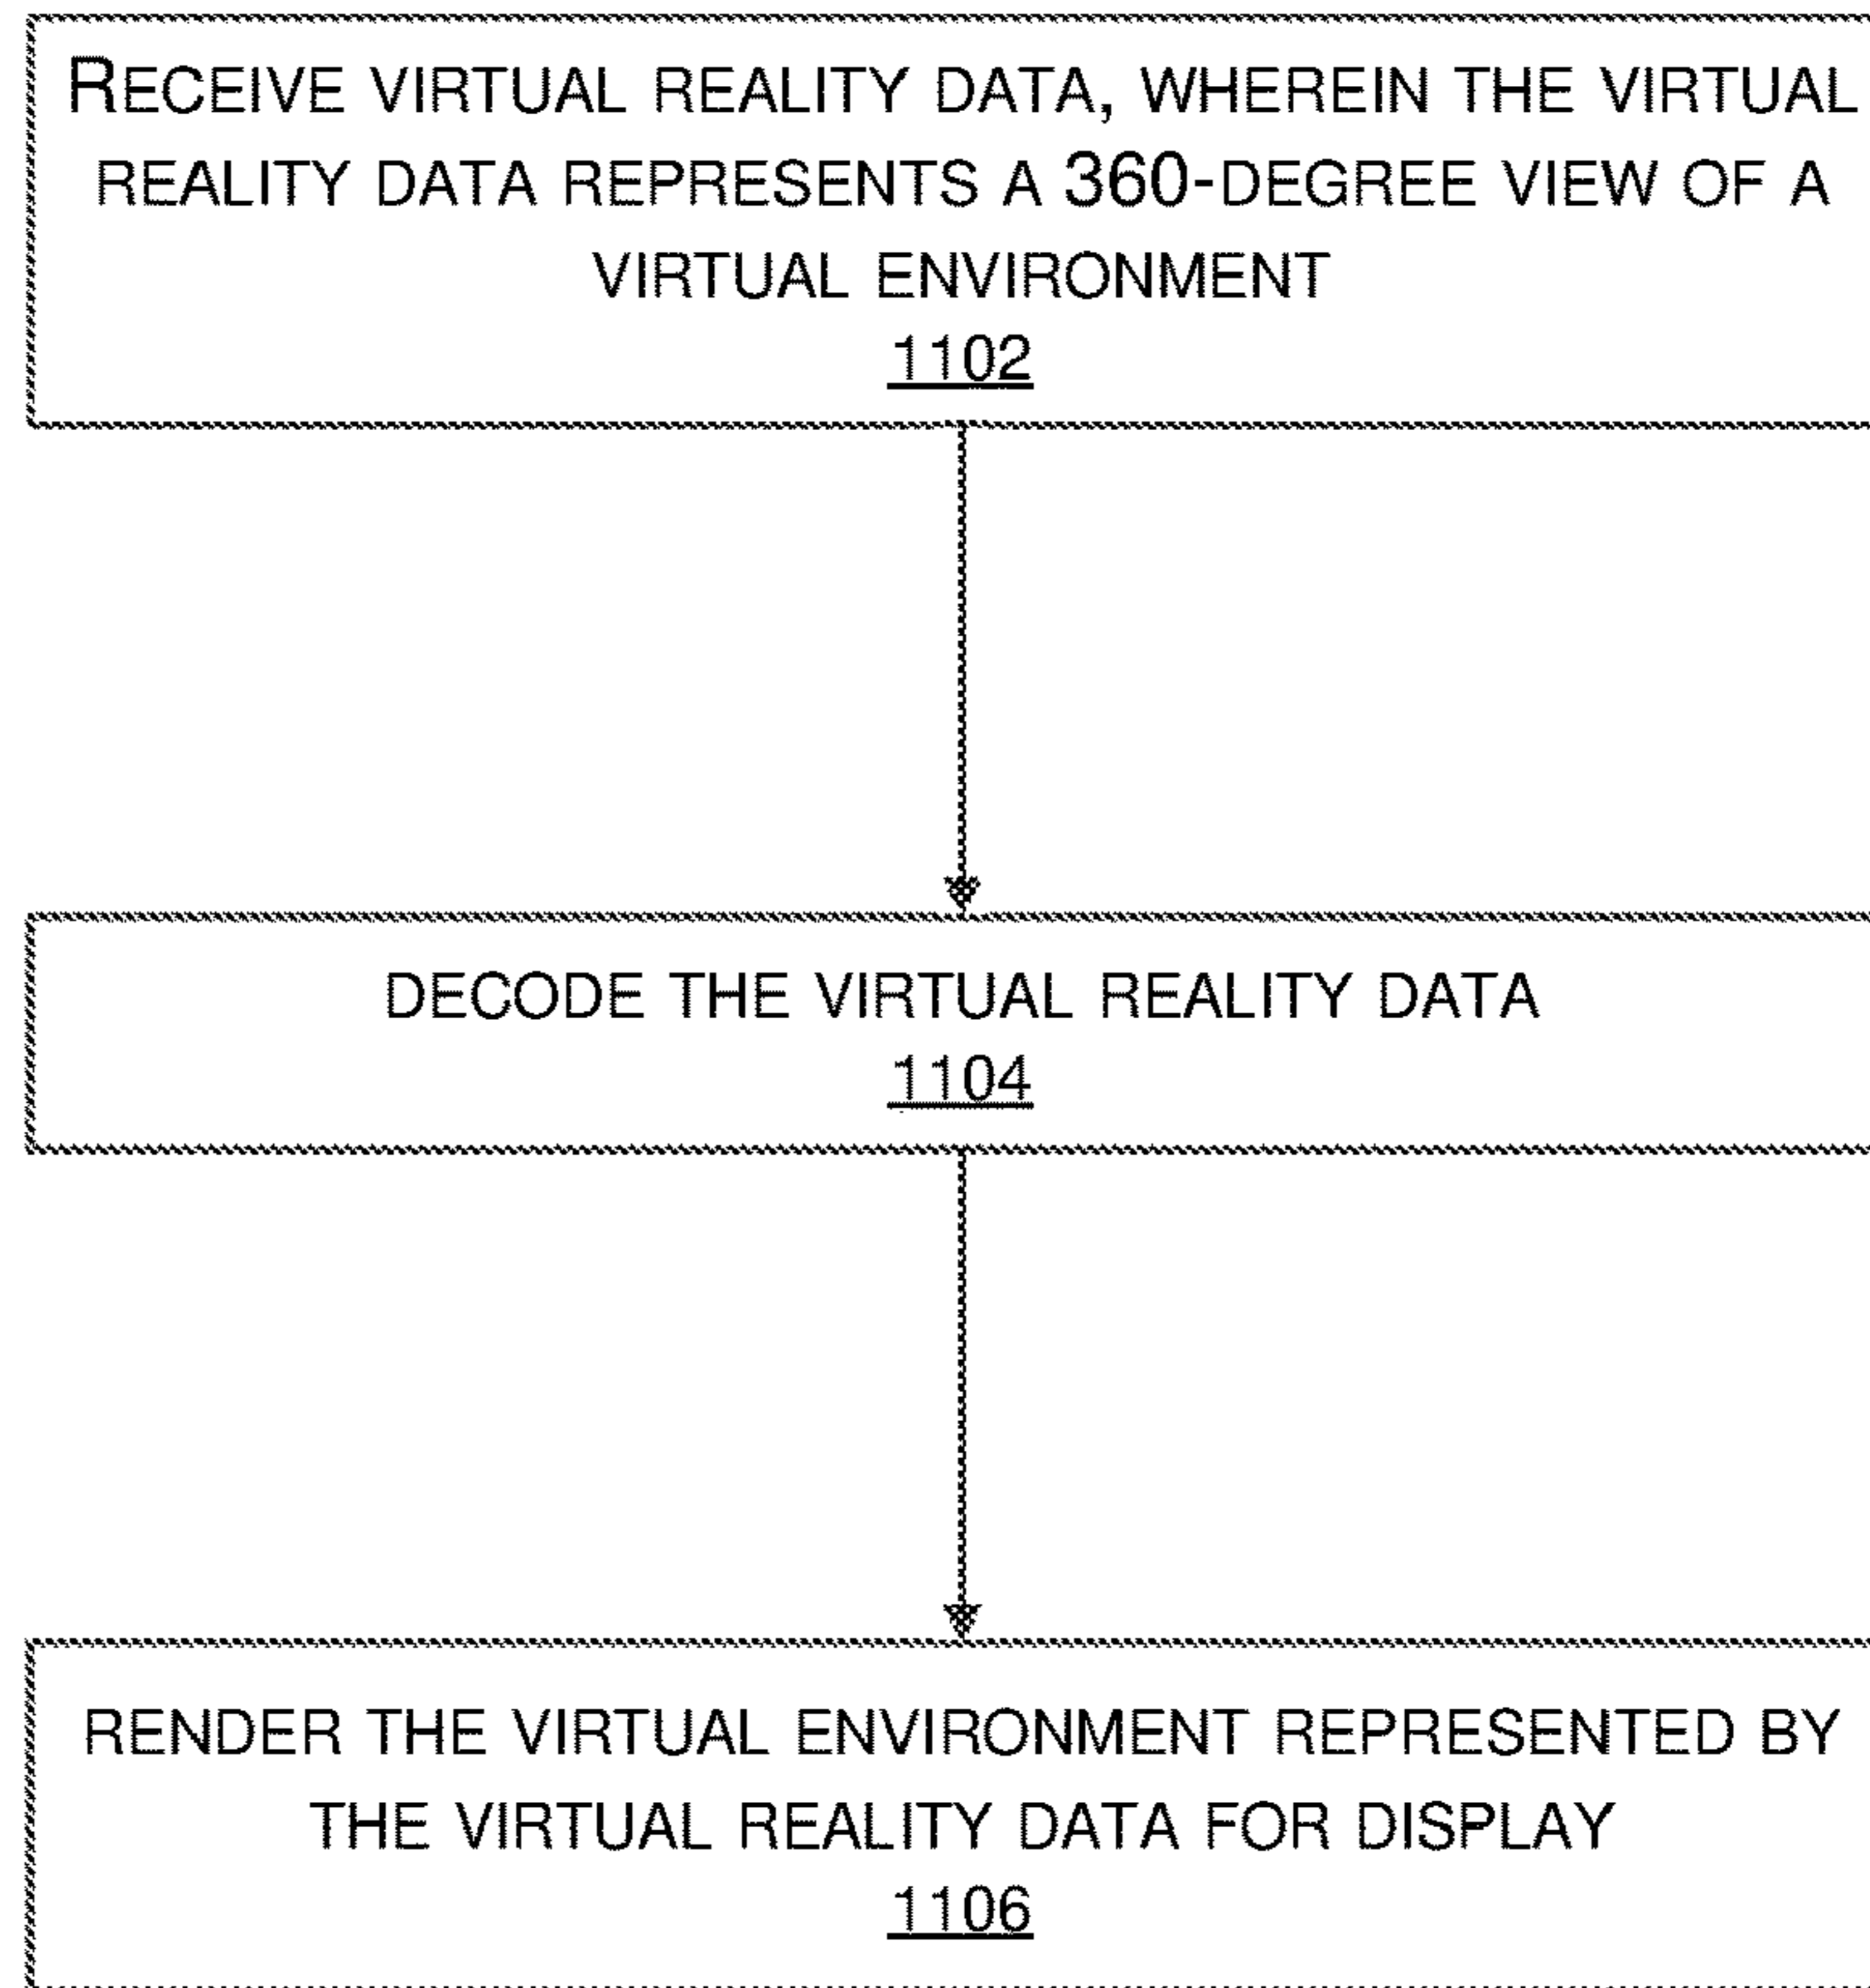 RECEIVE VIRTUAL REALITY DATA, WHEREIN THE VIRTUAL
REALITY DATA REPRESENTS A 360-DEGREE VIEW OF A
VIRTUAL ENVIRONMENT
1102
DECODE THE VIRTUAL REALITY DATA
1104
RENDER THE VIRTUAL ENVIRONMENT REPRESENTED BY
THE VIRTUAL REALITY DATA FOR DISPLAY
1106